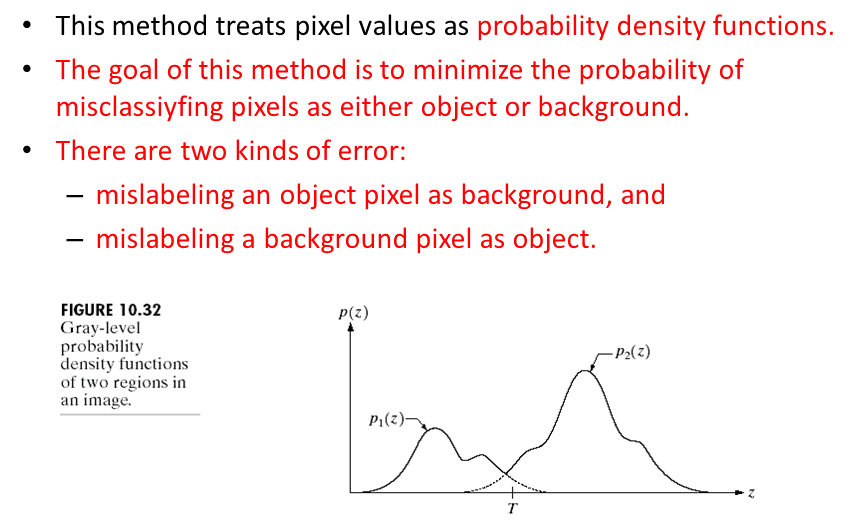 • This method treats pixel values as probability density functions.
• The goal of this method is to minimize the probability of
misclassiyfing pixels as either object or background.
• There are two kinds of error:
– mislabeling an object pixel as background, and
– mislabeling a background pixel as object.
FIGURE 10.32
Gray-level
probability
density functions
of two regions in
an image.
p(z)
p₂(z)
p₁(z)
z
T